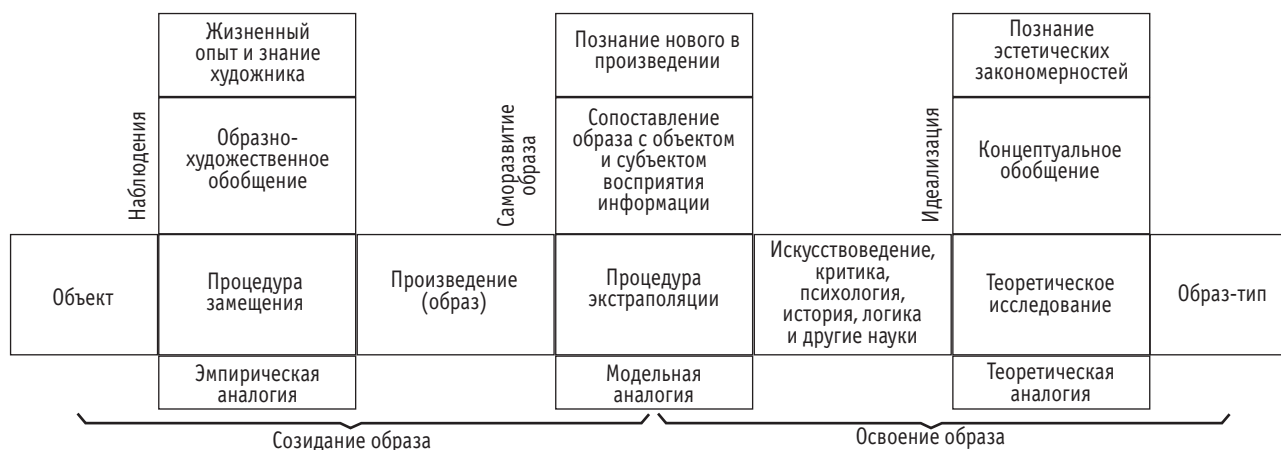 Жизненный
опыт и знание
художника
Познание нового в
произведении
Познание
эстетических
закономерностей
Наблюдения
Образно-
художественное
обобщение
Саморазвитие
образа
Сопоставление
образа с объектом
и субъектом
восприятия
информации
Идеализация
Концептуальное
обобщение
Объект
Процедура
замещения
Произведение
(образ)
Процедура
экстраполяции
Искусствоведение,
критика,
психология,
история, логика
и другие науки
Теоретическое
исследование
Образ-тип
Эмпирическая
аналогия
Модельная
аналогия
Теоретическая
аналогия
Созидание образа
Освоение образа